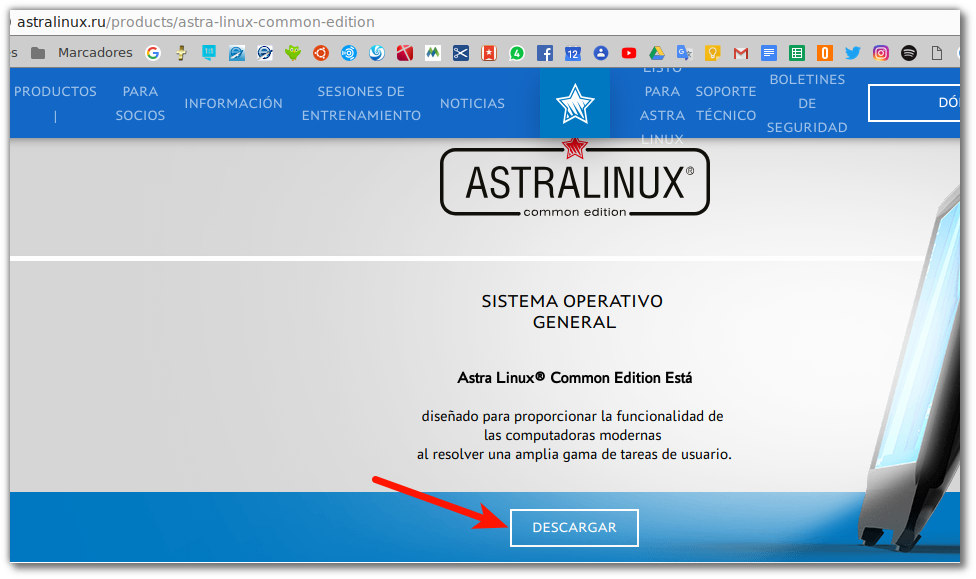 astralinux.ru/products/astra-linux-common-edition
s Marcadores
PRODUCTOS
|
PARA
SOCIOS
INFORMACIÓN
SESIONES DE
ENTRENAMIENTO
NOTICIAS
LISTO
PARA
ASTRA
LINUX
SOPORTE
TÉCNICO
BOLETINES
DE
SEGURIDAD
DÓ
ASTRALINUX®
common edition
SISTEMA OPERATIVO
GENERAL
Astra Linux® Common Edition Está
diseñado para proporcionar la funcionalidad de
las computadoras modernas
al resolver una amplia gama de tareas de usuario.
DESCARGAR